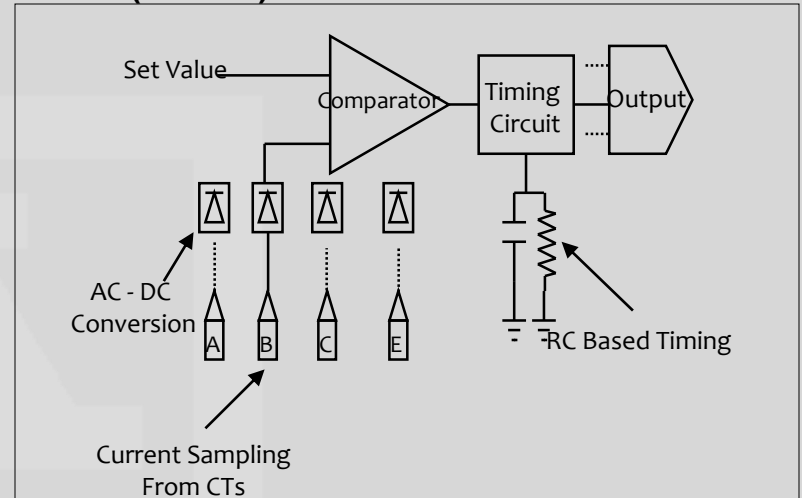 Set Value
Comparator
Timing
Circuit
Output
AC - DC
Conversion
A
B
C
E
RC Based Timing
Current Sampling
From CTs